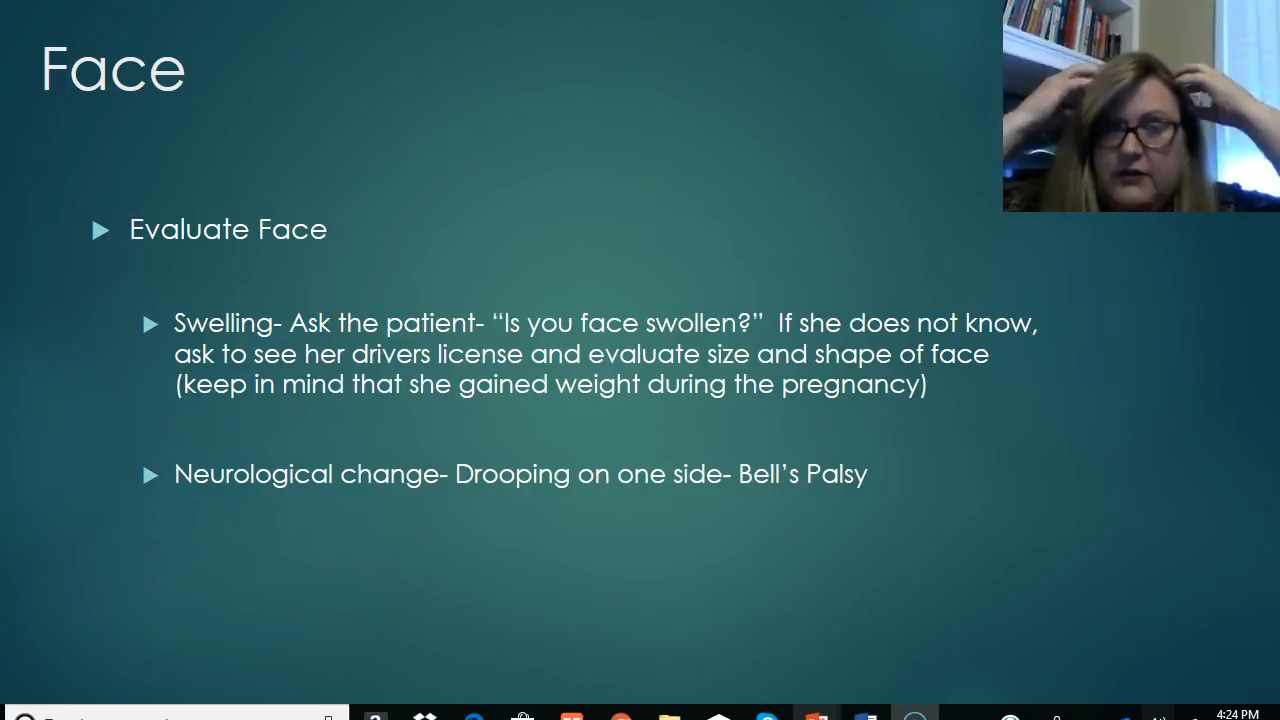 Face
Evaluate Face
Swelling- Ask the patient- “Is you face swollen?”  If she does not know,
ask to see her drivers license and evaluate size and shape of face
(keep in mind that she gained weight during the pregnancy)
Neurological change- Drooping on one side- Bell’s Palsy
4:24 PM